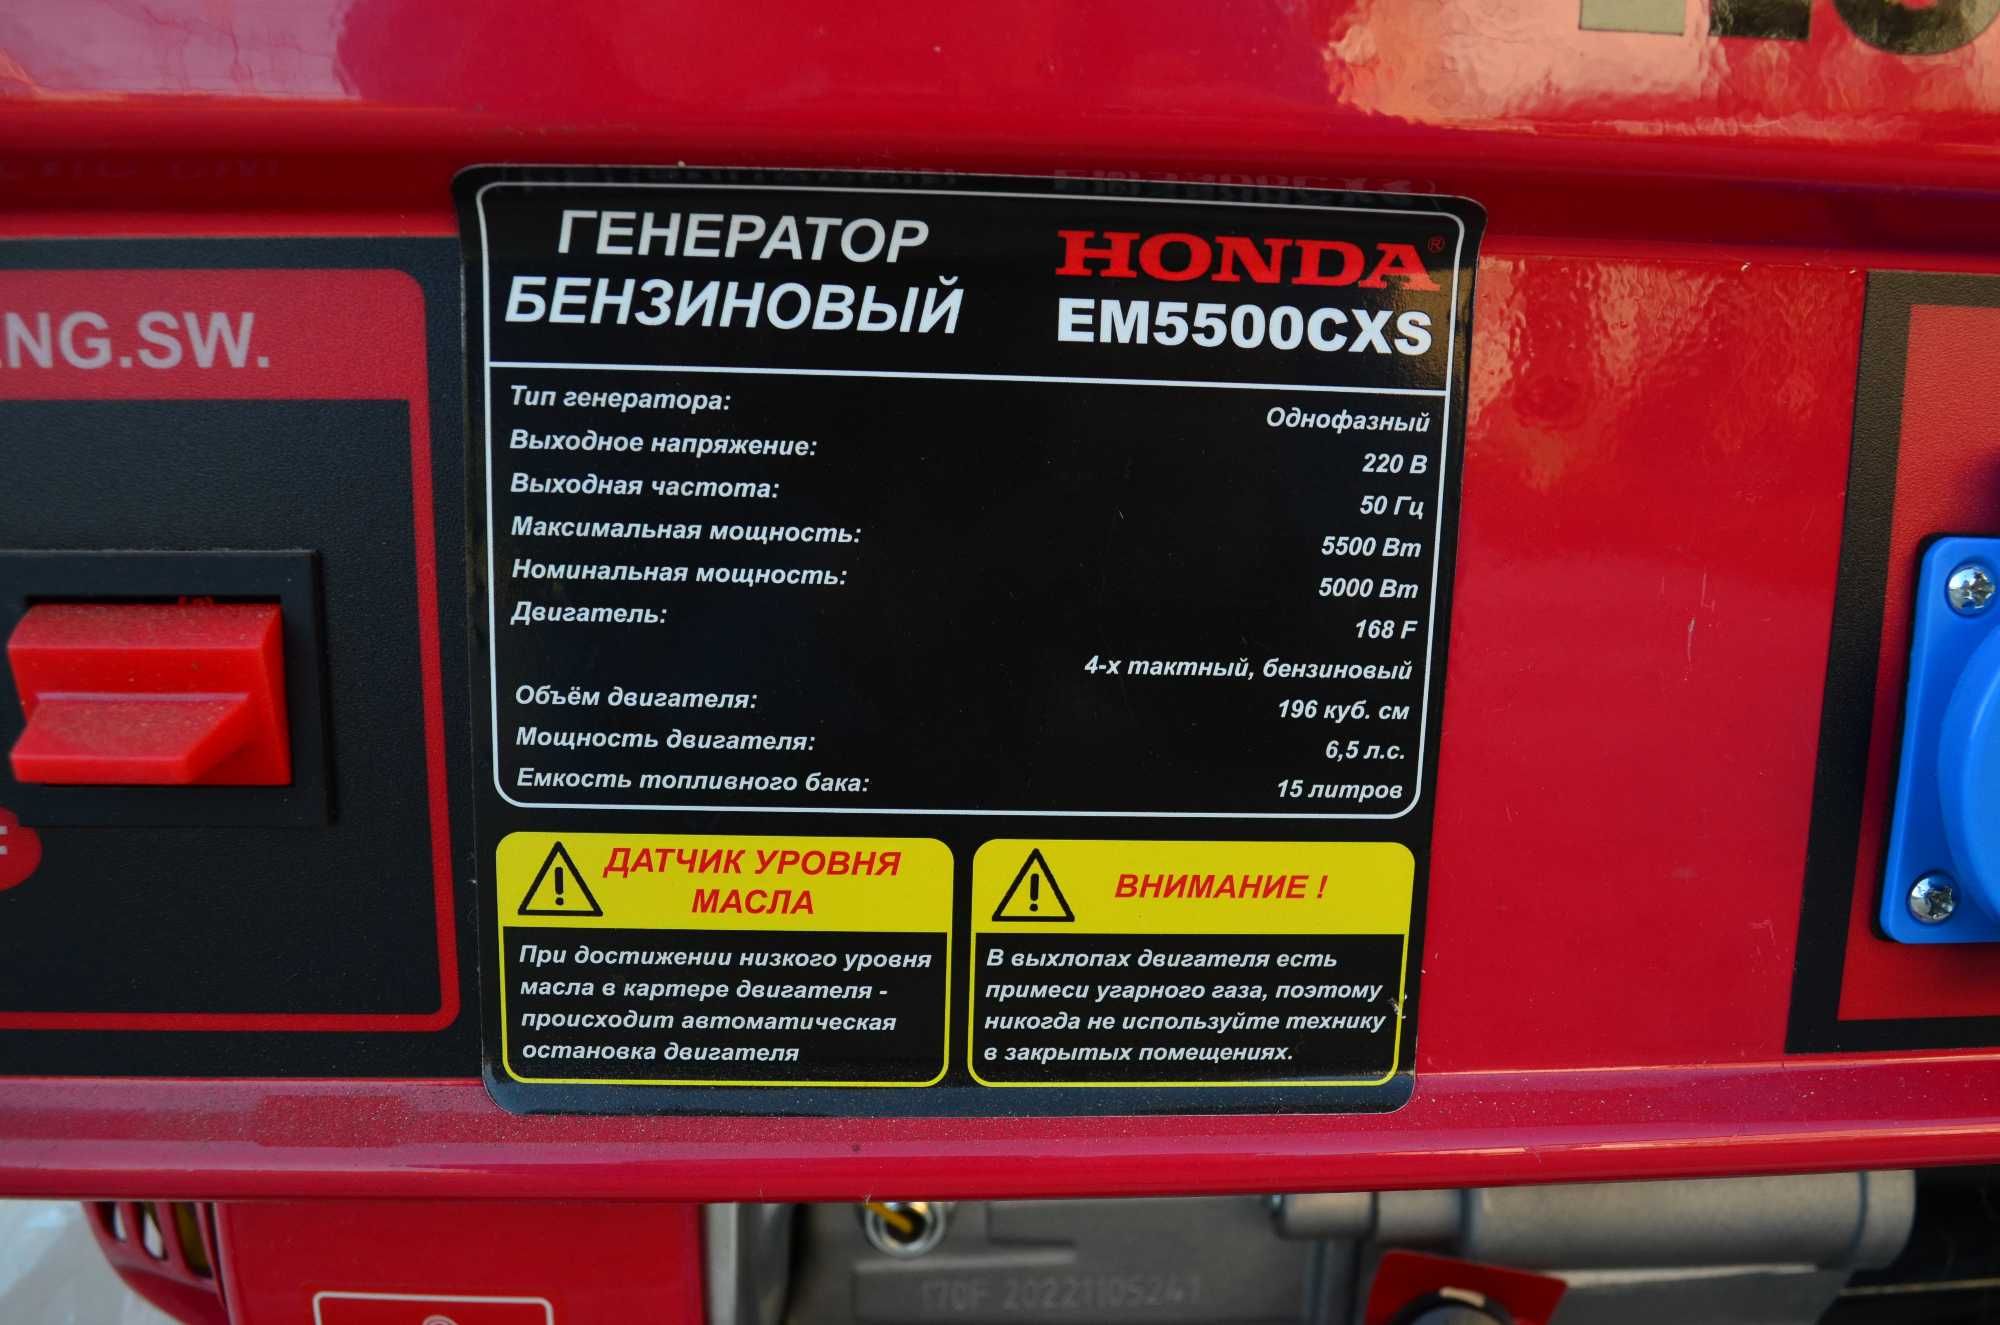 ENG.SW.
ГЕНЕРАТОР
БЕНЗИНОВЫЙ
HONDA®
EM5500CXS
Тип генератора: Однофазный
Выходное напряжение: 220 В
Выходная частота: 50 Гц
Максимальная мощность: 5500 Вт
Номинальная мощность: 5000 Вт
Двигатель: 168 F
4-х тактный, бензиновый
Объём двигателя: 196 куб. см
Мощность двигателя: 6,5 л.с.
Емкость топливного бака: 15 литров
ДАТЧИК УРОВНЯ
МАСЛА
При достижении низкого уровня
масла в картере двигателя -
происходит автоматическая
остановка двигателя
ВНИМАНИЕ !
В выхлопах двигателя есть
примеси угарного газа, поэтому
никогда не используйте технику
в закрытых помещениях.
170F 20221105241